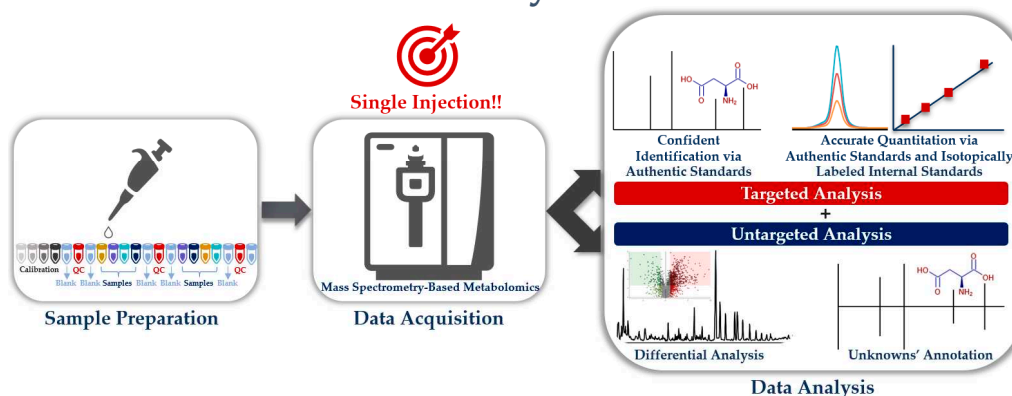 Single Injection!!
Calibration
QC
QC
QC
Blank
Blank
Samples
Blank
Blank
Samples
Blank
Sample Preparation
Mass Spectrometry-Based Metabolomics
Data Acquisition
HO
O
O
OH
NH₂
Confident
Identification via
Authentic Standards
Accurate Quantitation via
Authentic Standards and Isotopically
Labeled Internal Standards
Targeted Analysis
+
Untargeted Analysis
Differential Analysis
HO
O
O
OH
NH₂
Unknowns' Annotation
Data Analysis